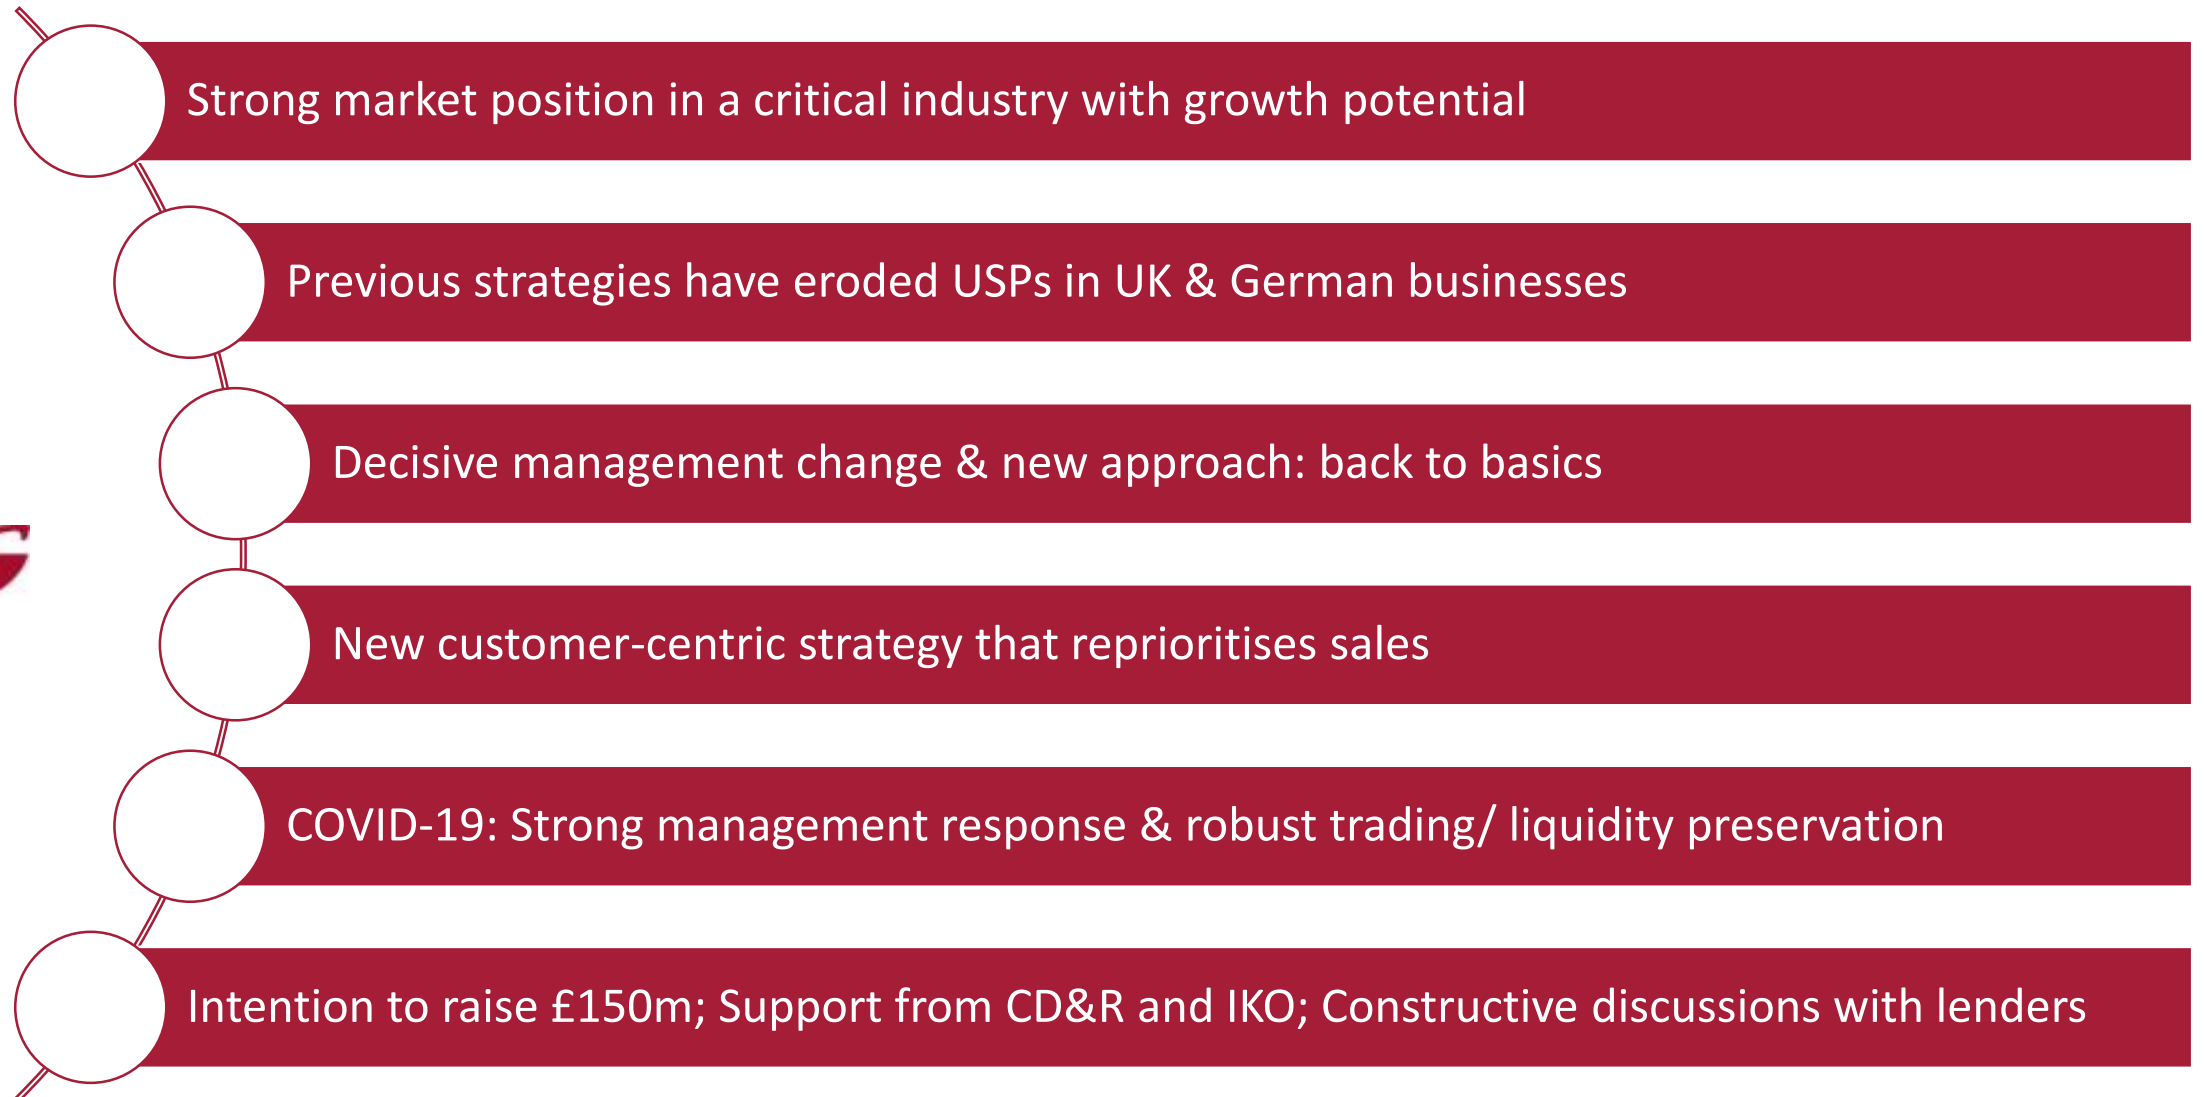 Strong market position in a critical industry with growth potential
Previous strategies have eroded USPs in UK & German businesses
Decisive management change & new approach: back to basics
New customer-centric strategy that reprioritises sales
COVID-19: Strong management response & robust trading/ liquidity preservation
Intention to raise £150m; Support from CD&R and IKO; Constructive discussions with lenders